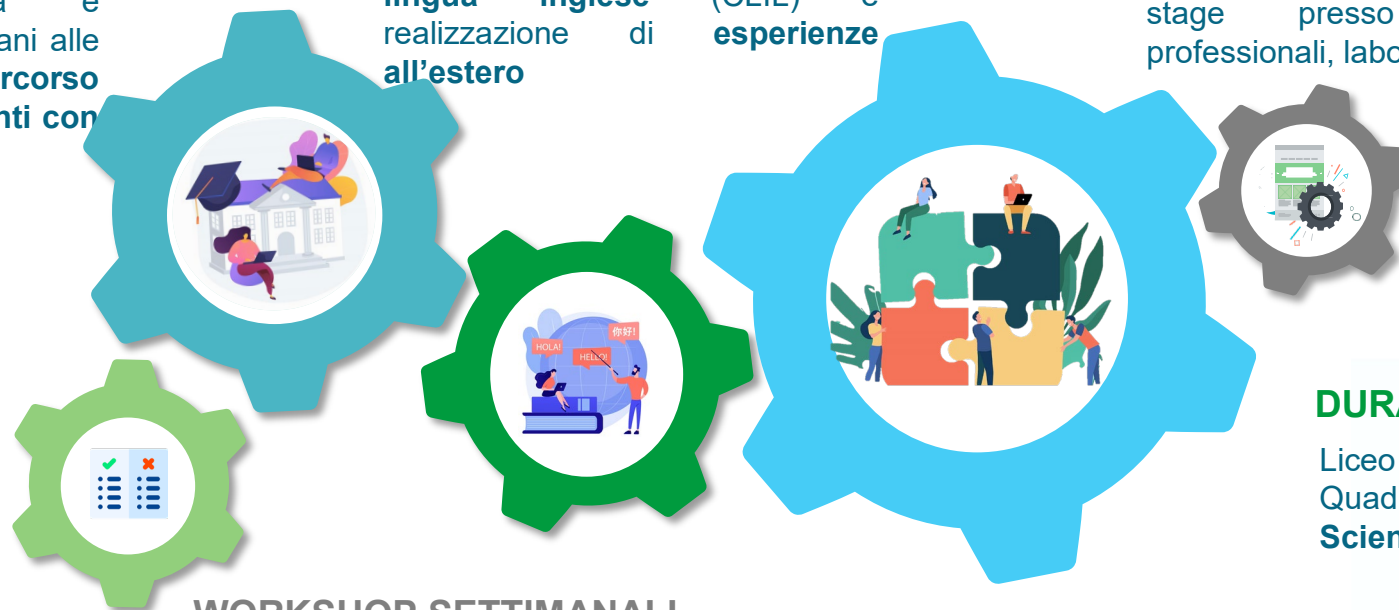 e
ani alle
rcorso
nti con
lingua inglese (CLIL) e
realizzazione di esperienze
all'estero
stage presso
professionali, labo
HOLA!
HELLO!
你好!
DURA
Liceo
Quad
Scien
WORKSHOP SETTIMANALI